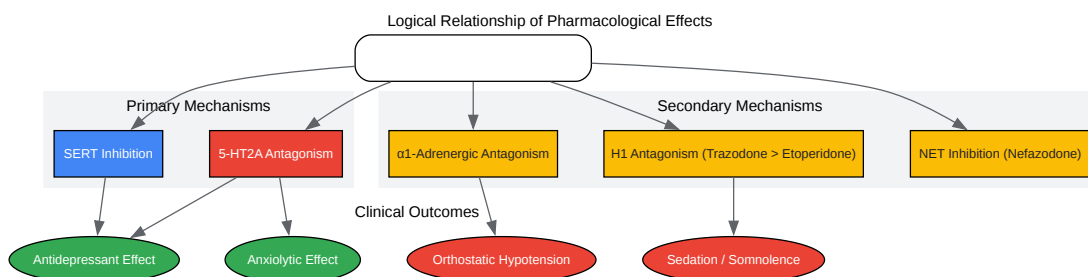 Logical Relationship of Pharmacological Effects
Primary Mechanisms
Secondary Mechanisms
SERT Inhibition
5-HT2A Antagonism
α1-Adrenergic Antagonism
H1 Antagonism (Trazodone > Etoperidone)
NET Inhibition (Nefazodone)
Clinical Outcomes
Antidepressant Effect
Anxiolytic Effect
Orthostatic Hypotension
Sedation / Somnolence